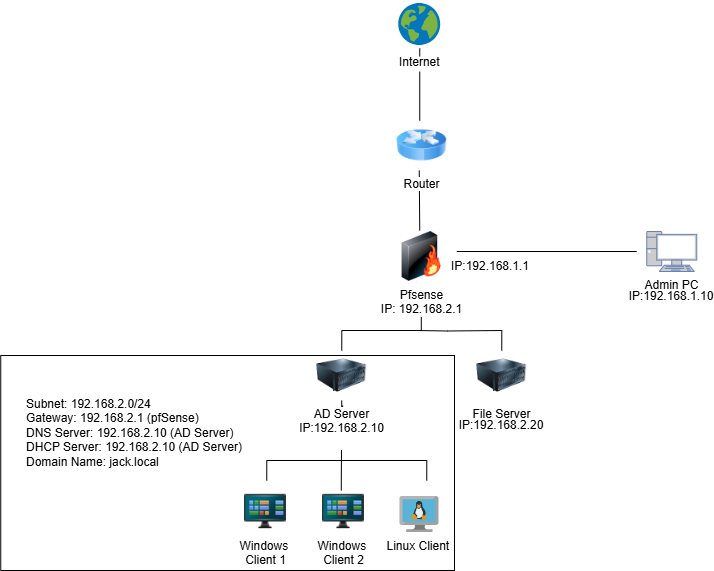 Internet
Router
IP:192.168.1.1
Admin PC
IP:192.168.1.10
Pfsense
IP: 192.168.2.1
Subnet: 192.168.2.0/24
Gateway: 192.168.2.1 (pfSense)
DNS Server: 192.168.2.10 (AD Server)
DHCP Server: 192.168.2.10 (AD Server)
Domain Name: jack.local
AD Server
IP:192.168.2.10
File Server
IP:192.168.2.20
Windows
Client 1
Windows
Client 2
Linux Client